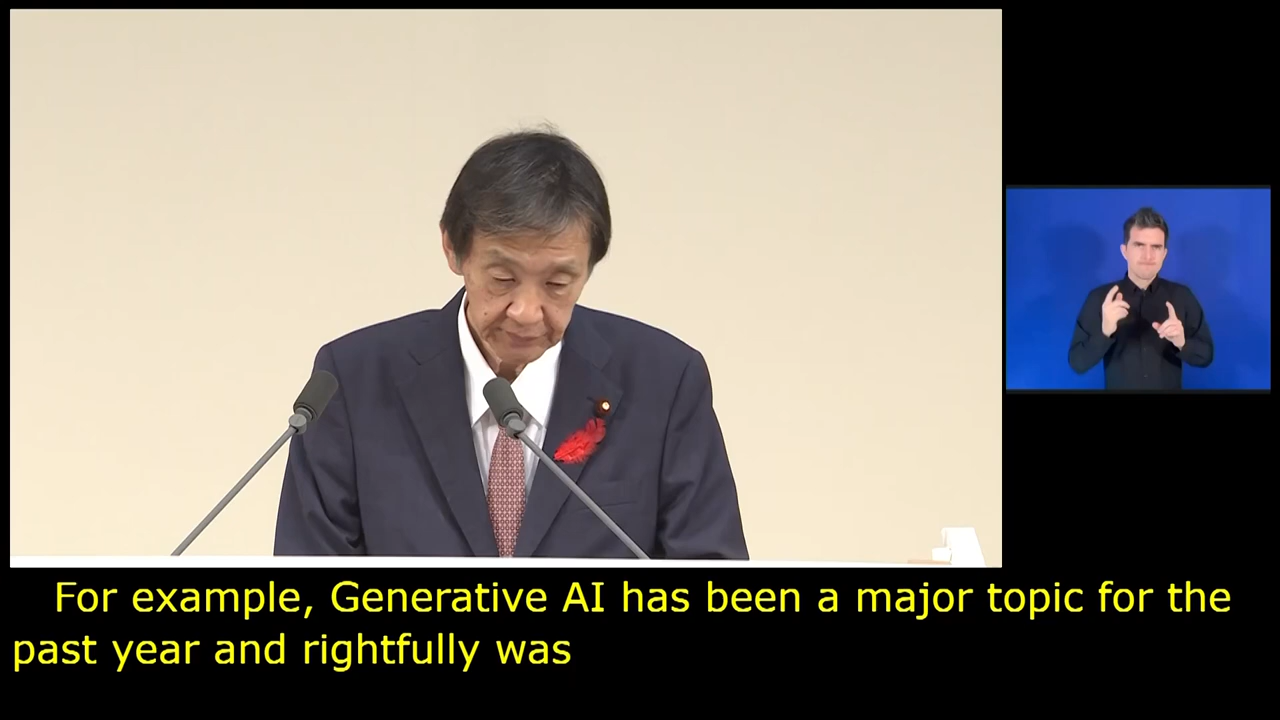 For example, Generative AI has been a major topic for the
past year and rightfully was